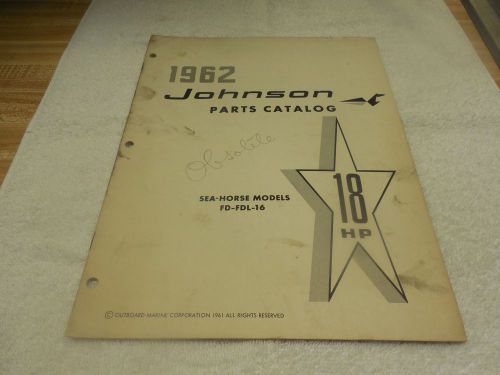 1962
Johnson
PARTS CATALOG
Obsolete
SEA-HORSE MODELS
FD-FDL-16
18
HP
© OUTBOARD-MARINE CORPORATION 1961 ALL RIGHTS RESERVED